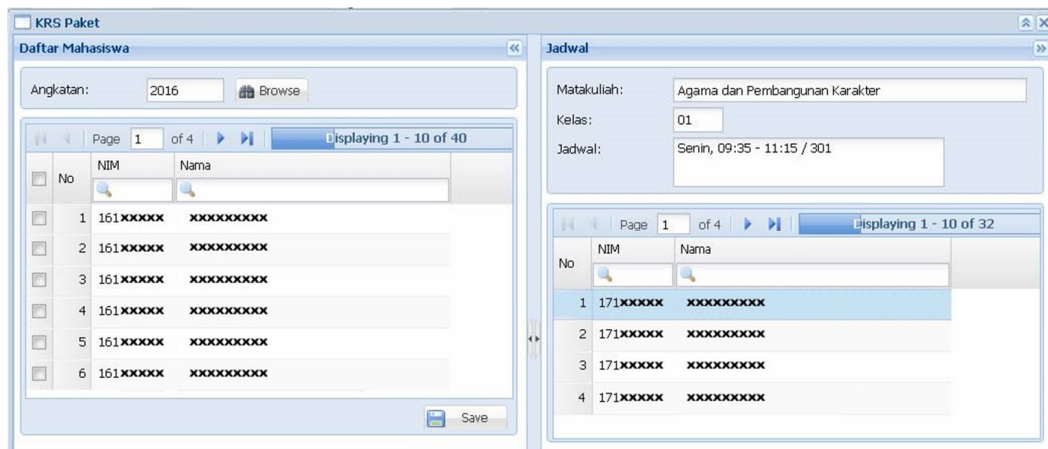 KRS Paket
Daftar Mahasiswa
Angkatan: 2016 Browse
Page 1 of 4 Displaying 1 - 10 of 40
No NIM Nama
1 161xxxxx xxxxxxxxx
2 161xxxxx xxxxxxxxx
3 161xxxxx xxxxxxxxx
4 161xxxxx xxxxxxxxx
5 161xxxxx xxxxxxxxx
6 161xxxxx xxxxxxxxx
Save
Jadwal
Matakuliah: Agama dan Pembangunan Karakter
Kelas: 01
Jadwal: Senin, 09:35 - 11:15 / 301
Page 1 of 4 Displaying 1 - 10 of 32
No NIM Nama
1 171xxxxx xxxxxxxxx
2 171xxxxx xxxxxxxxx
3 171xxxxx xxxxxxxxx
4 171xxxxx xxxxxxxxx